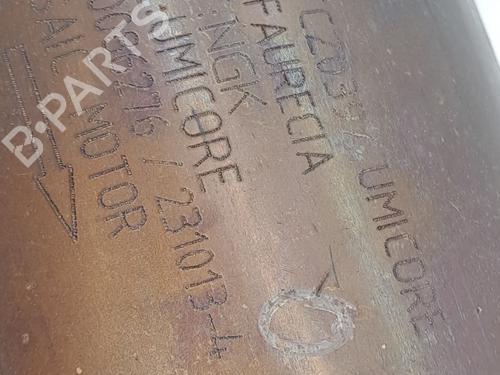 UMICORE
FAURECIA
NGK
UMICORE
/ 231013-4
SAIC MOTOR
B-PARTS